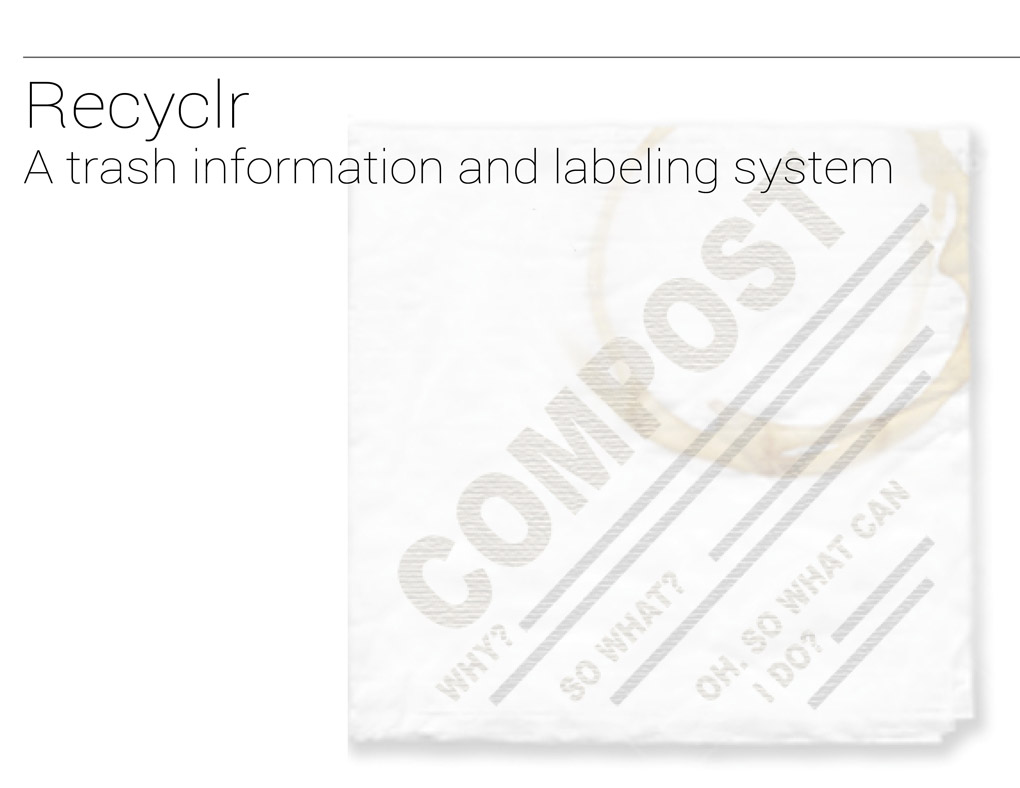 Recyclr
A trash information and labeling system
COMPOST
WHY?
SO WHAT?
OH. SO WHAT CAN
I DO?